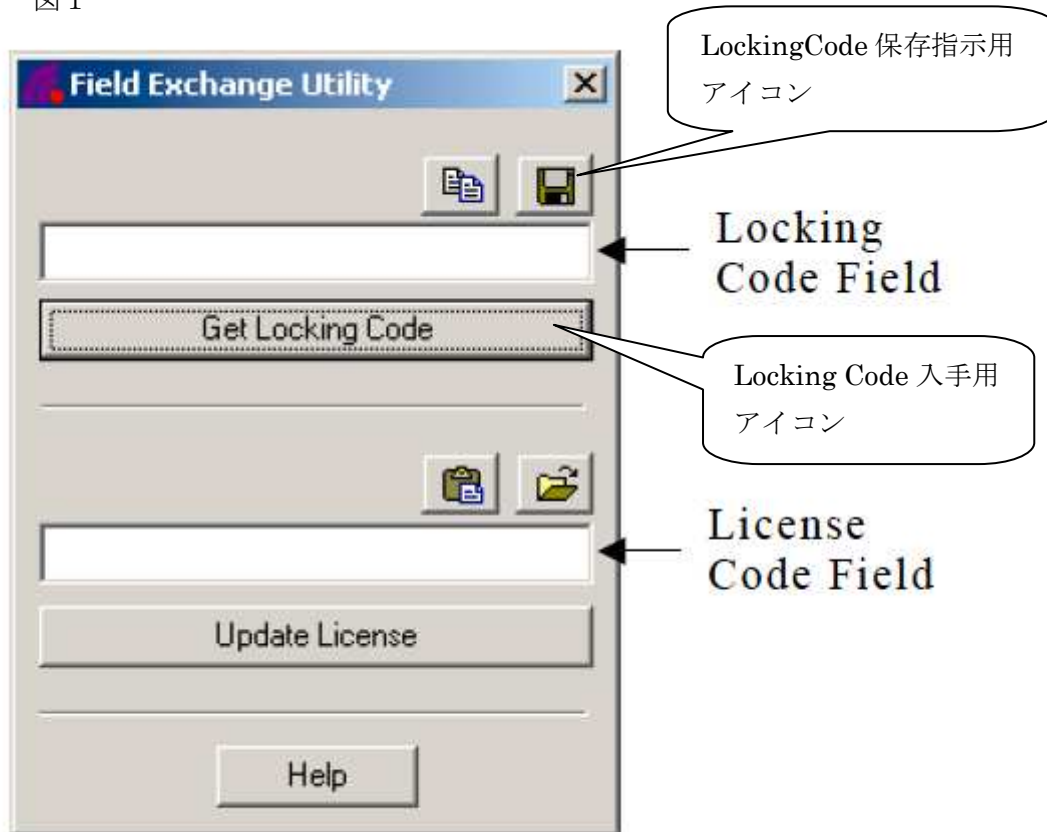 図１
LockingCode 保存指示用
アイコン
Field Exchange Utility
Locking
Code Field
Get Locking Code
Locking Code 入手用
アイコン
License
Code Field
Update License
Help